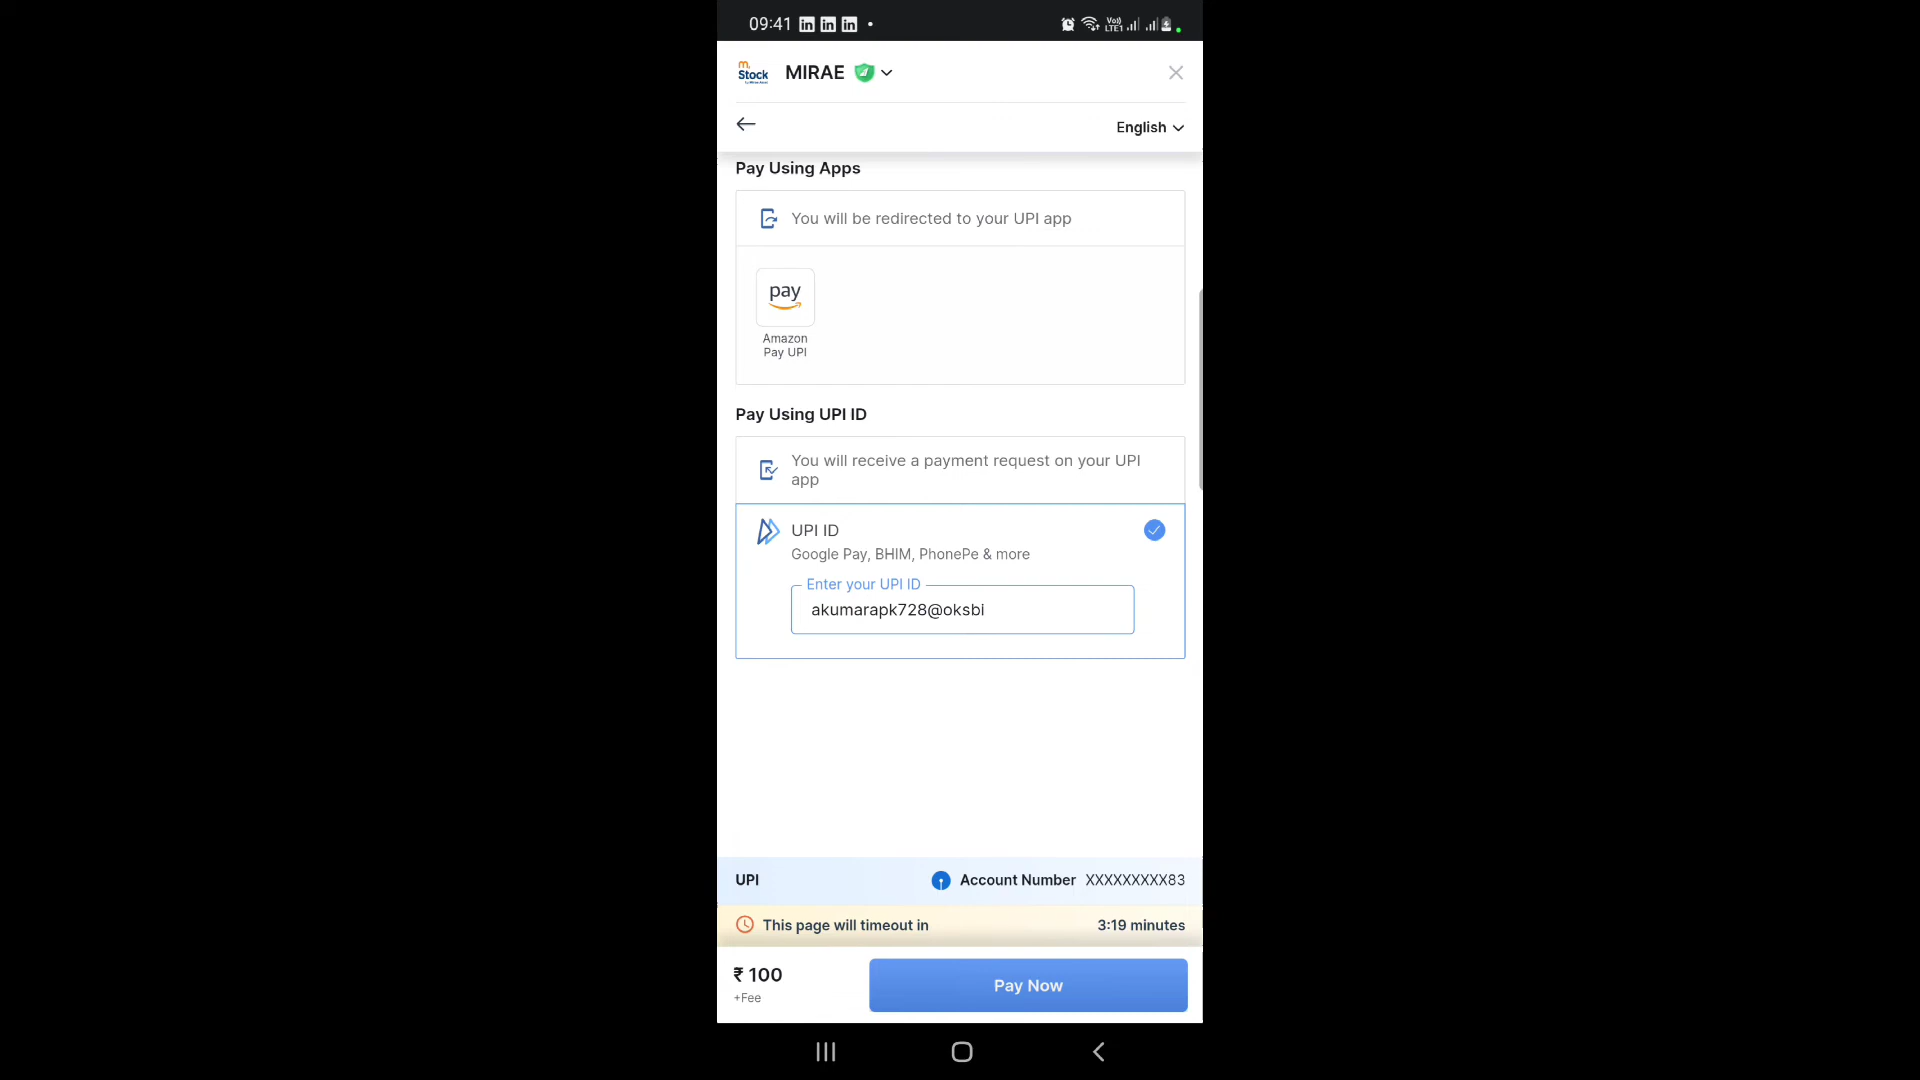 09:41
Vo))
LTE1
m.
Stock
MIRAE
English
Pay Using Apps
You will be redirected to your UPI app
pay
Amazon
Pay UPI
Pay Using UPI ID
You will receive a payment request on your UPI
app
UPI ID
Google Pay, BHIM, PhonePe & more
Enter your UPI ID
akumarapk728@oksbi
UPI
Account Number XXXXXXXXX83
This page will timeout in
3:19 minutes
₹ 100
+Fee
Pay Now